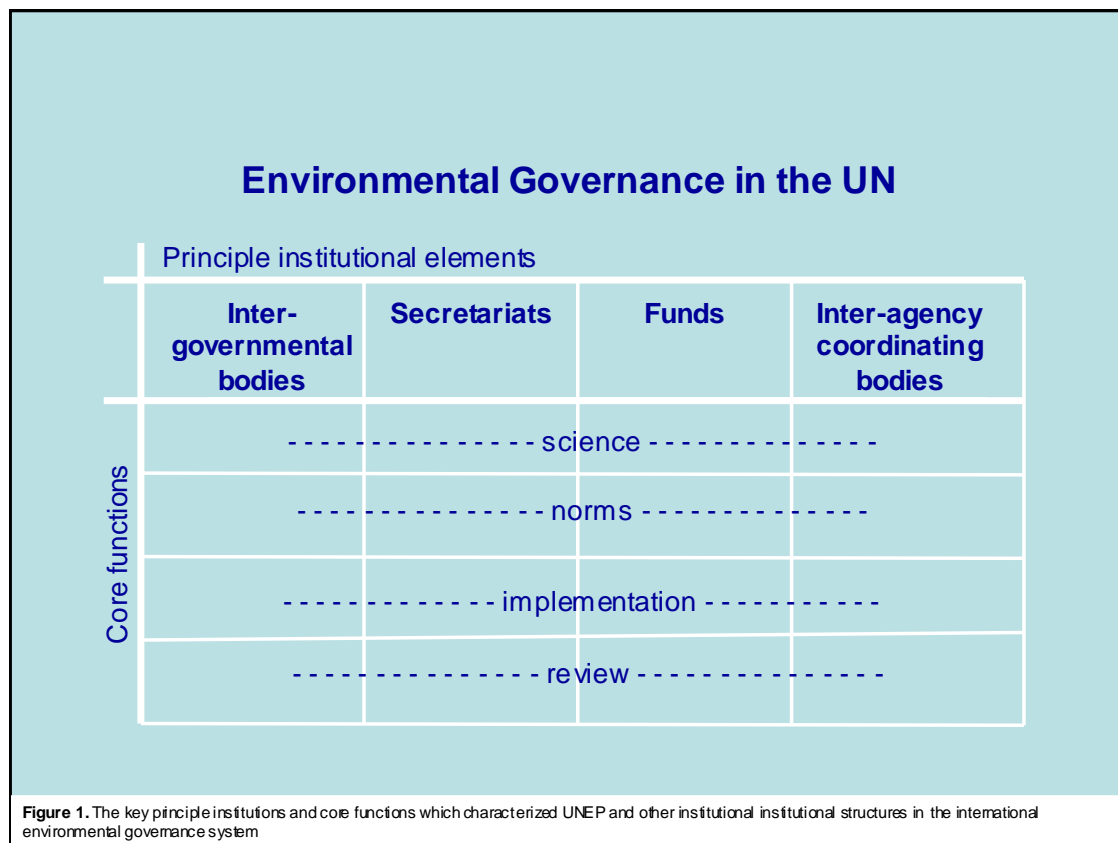 Environmental Governance in the UN
Principle institutional elements
Inter-
governmental
bodies
Secretariats
Funds
Inter-agency
coordinating
bodies
Core functions
- - - - - - - - - - - - - - - science - - - - - - - - - - - - - -
- - - - - - - - - - - - - - - norms - - - - - - - - - - - - - -
- - - - - - - - - - - - - implementation - - - - - - - - - - -
- - - - - - - - - - - - - - - review - - - - - - - - - - - - - - -
Figure 1. The key principle institutions and core functions which characterized UNEP and other institutional institutional structures in the international
environmental governance system